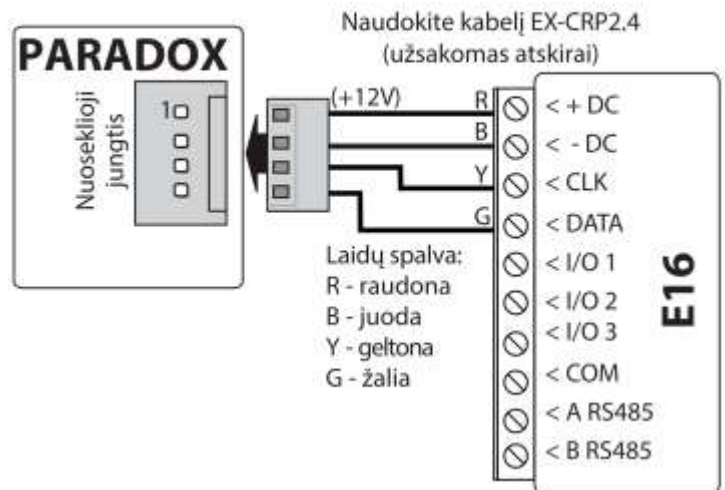 Naudokite kabelį EX-CRP2.4
(užsakomas atskirai)
PARADOX
Nuoseklioji
jungtis
1
(+12V)
R
B
Y
G
< + DC
< - DC
< CLK
< DATA
< I/O 1
< I/O 2
< I/O 3
< COM
< A RS485
< B RS485
E16
Laidų spalva:
R - raudona
B - juoda
Y - geltona
G - žalia